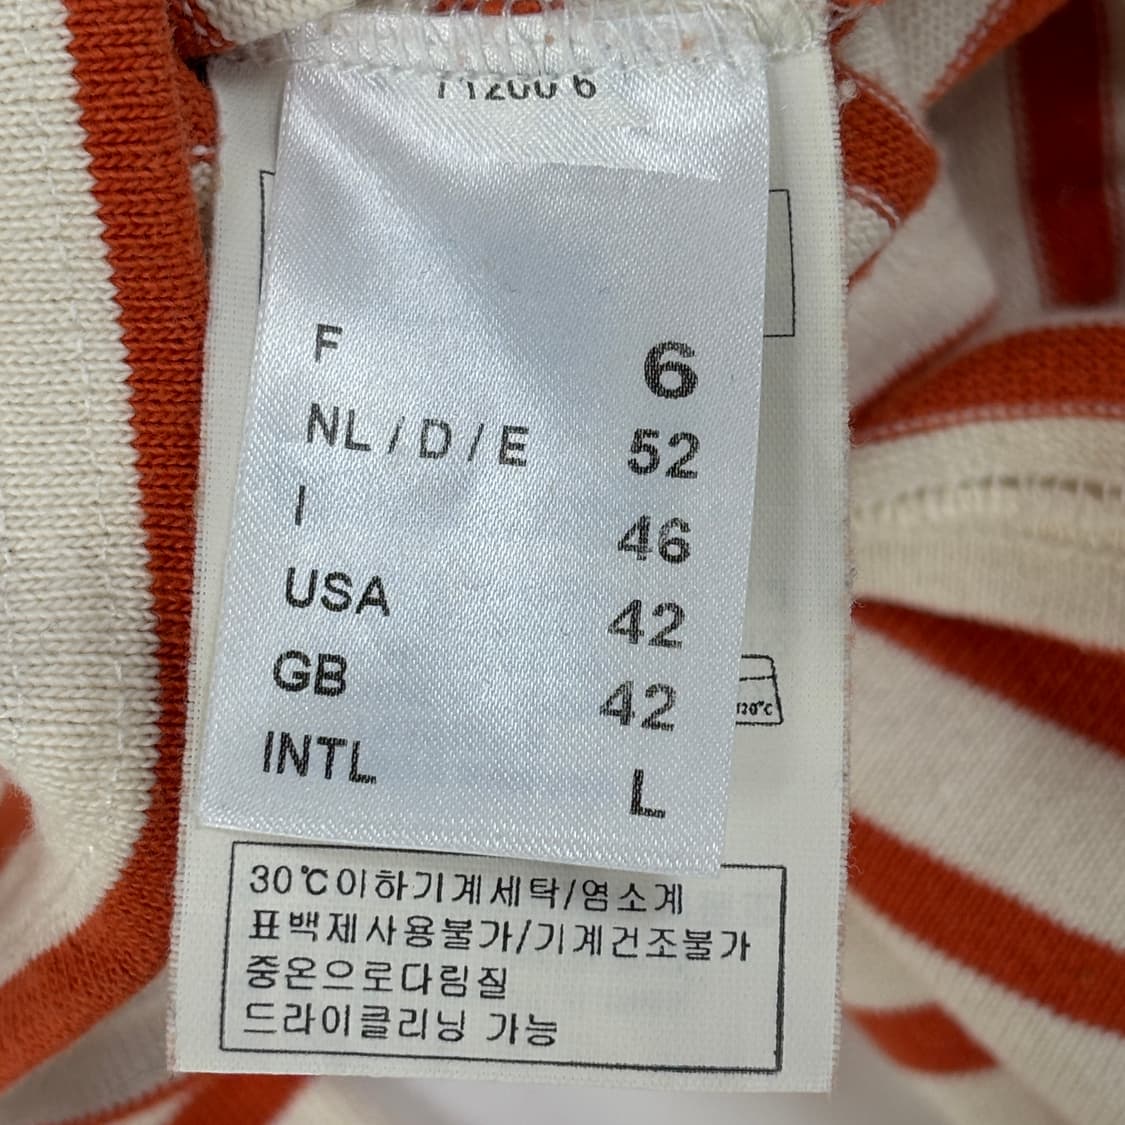 F 6
NL / D / E 52
I 46
USA 42
GB 42
INTL L
120°C
30℃이하기계세탁/염소계
표백제사용불가/기계건조불가
중온으로다림질
드라이클리닝 가능